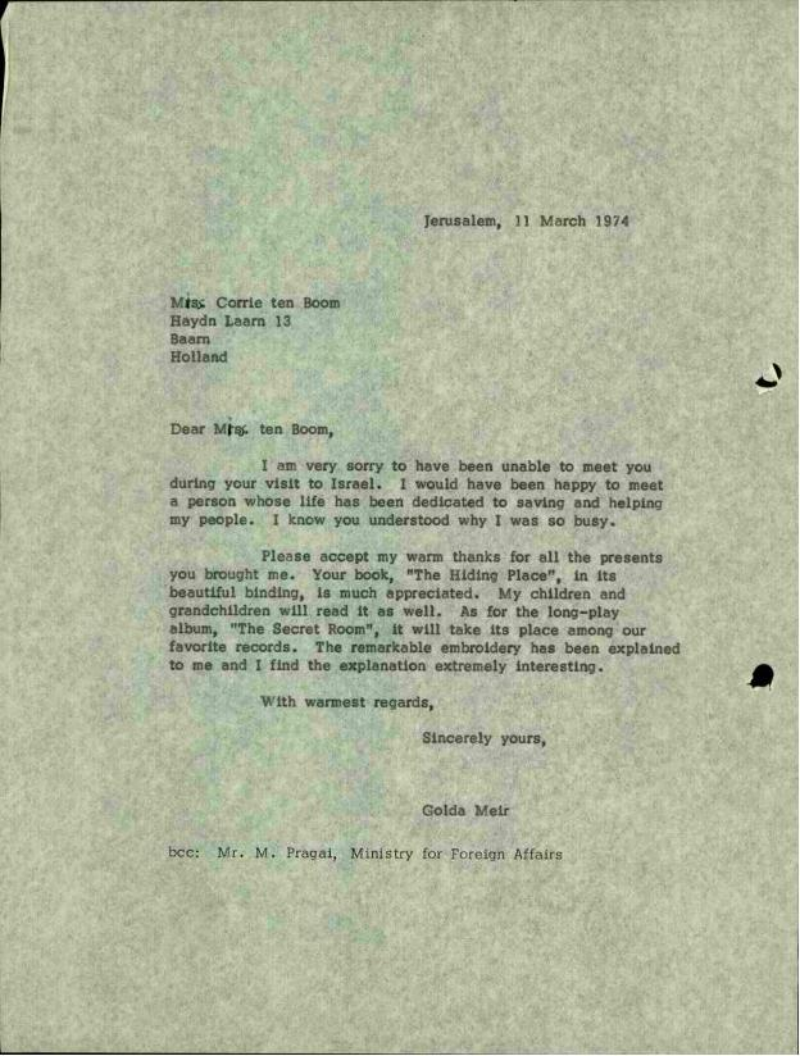 Jerusalem, 11 March 1974
Miss Corrie ten Boom
Haydn Laarn 13
Baarn
Holland
Dear Miss ten Boom,
I am very sorry to have been unable to meet you
during your visit to Israel. I would have been happy to meet
a person whose life has been dedicated to saving and helping
my people. I know you understood why I was so busy.
Please accept my warm thanks for all the presents
you brought me. Your book, "The Hiding Place", in its
beautiful binding, is much appreciated. My children and
grandchildren will read it as well. As for the long-play
album, "The Secret Room", it will take its place among our
favorite records. The remarkable embroidery has been explained
to me and I find the explanation extremely interesting.
With warmest regards,
Sincerely yours,
Golda Meir
bcc: Mr. M. Pragai, Ministry for Foreign Affairs